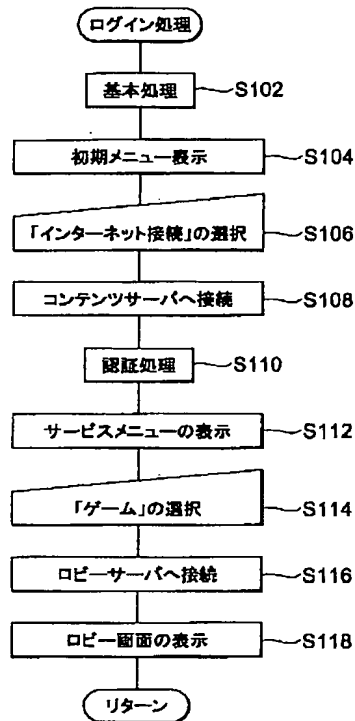 ログイン処理
基本処理 S102
初期メニュー表示 S104
「インターネット接続」の選択 S106
コンテンツサーバへ接続 S108
認証処理 S110
サービスメニューの表示 S112
「ゲーム」の選択 S114
ロビーサーバへ接続 S116
ロビー画面の表示 S118
リターン